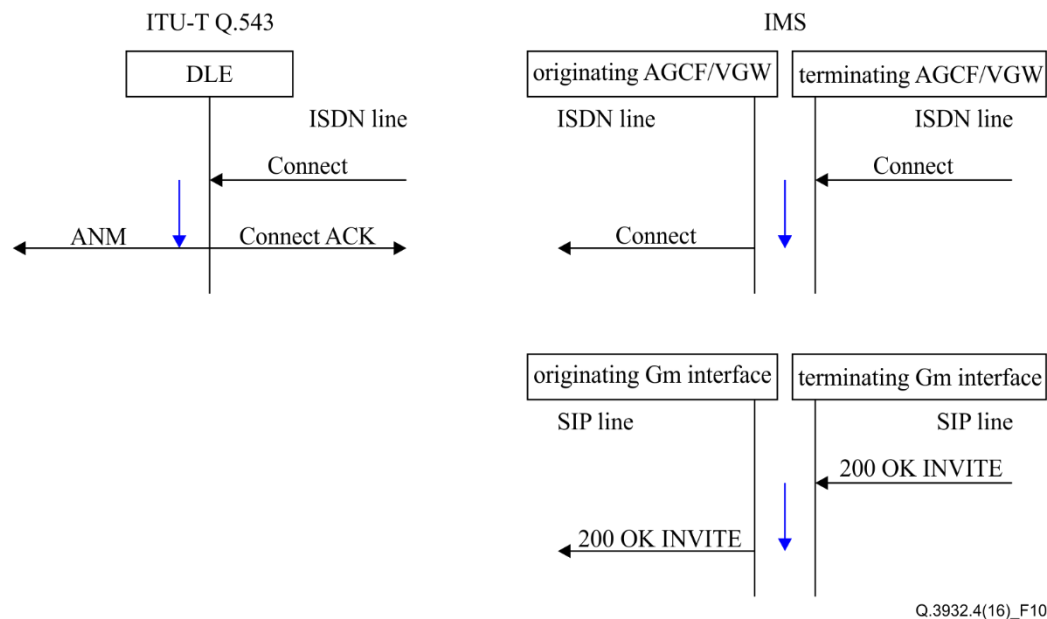 ITU-T Q.543
IMS
DLE
originating AGCF/VGW
terminating AGCF/VGW
ISDN line
ISDN line
ISDN line
Connect
Connect
ANM
Connect ACK
Connect
originating Gm interface
terminating Gm interface
SIP line
SIP line
200 OK INVITE
200 OK INVITE
Q.3932.4(16)_F10